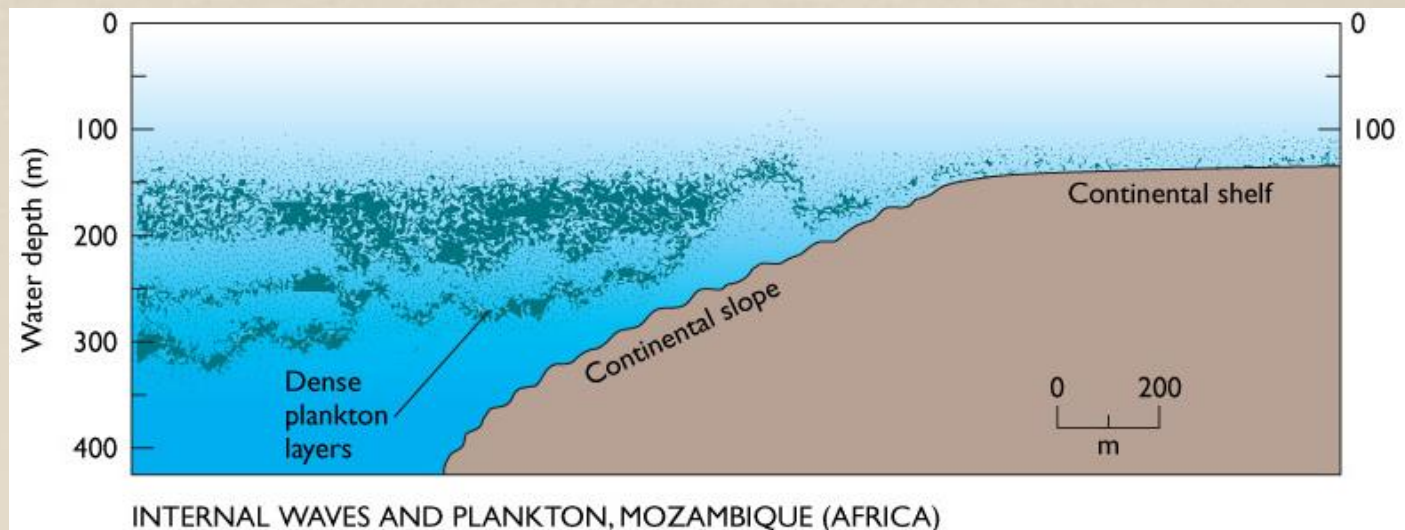 0
0
100
100
Water depth (m)
200
300
400
Continental shelf
Continental slope
Dense
plankton
layers
0 200
m
INTERNAL WAVES AND PLANKTON, MOZAMBIQUE (AFRICA)